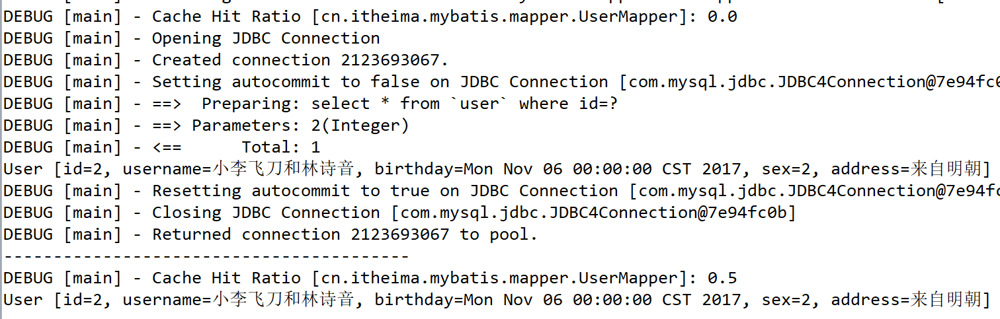 DEBUG [main] - Cache Hit Ratio [cn.itheima.mybatis.mapper.UserMapper]: 0.0
DEBUG [main] - Opening JDBC Connection
DEBUG [main] - Created connection 2123693067.
DEBUG [main] - Setting autocommit to false on JDBC Connection [com.mysql.jdbc.JDBC4Connection@7e94fc0
DEBUG [main] - ==>  Preparing: select * from `user` where id=?
DEBUG [main] - ==> Parameters: 2(Integer)
DEBUG [main] - <==      Total: 1
User [id=2, username=小李飞刀和林诗音, birthday=Mon Nov 06 00:00:00 CST 2017, sex=2, address=来自明朝]
DEBUG [main] - Resetting autocommit to true on JDBC Connection [com.mysql.jdbc.JDBC4Connection@7e94fc
DEBUG [main] - Closing JDBC Connection [com.mysql.jdbc.JDBC4Connection@7e94fc0b]
DEBUG [main] - Returned connection 2123693067 to pool.
-----------------------------------------
DEBUG [main] - Cache Hit Ratio [cn.itheima.mybatis.mapper.UserMapper]: 0.5
User [id=2, username=小李飞刀和林诗音, birthday=Mon Nov 06 00:00:00 CST 2017, sex=2, address=来自明朝]